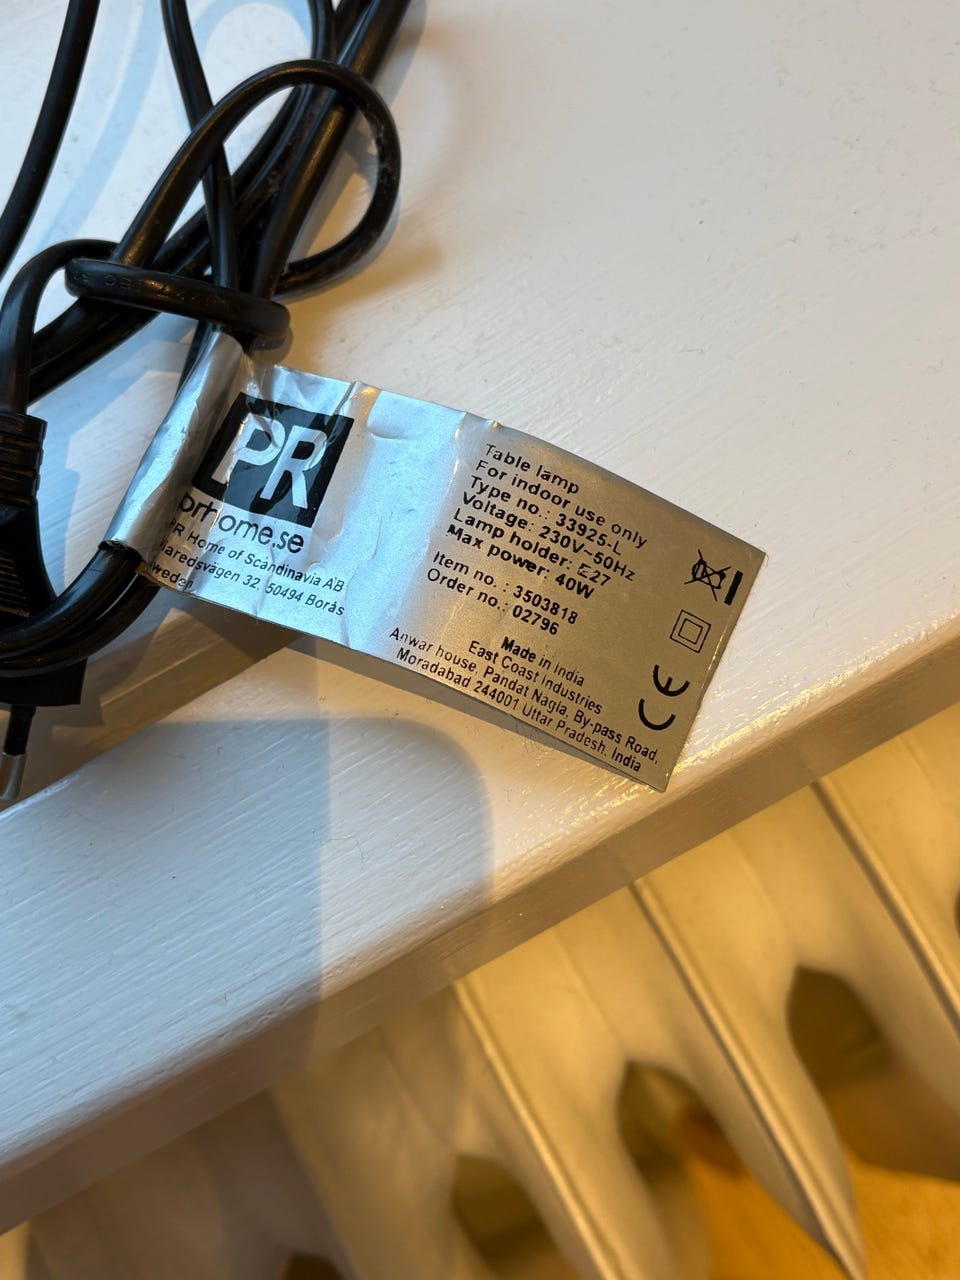 PR
prhome.se
PR Home of Scandinavia AB
Varedsvägen 32, 50494 Borås
Sweden
Table lamp
For indoor use only
Type no.: 33925-L
Voltage: 230V~50Hz
Lamp holder: E27
Max power: 40W
Item no.: 3503818
Order no.: 02796
Made in India
East Coast Industries
Anwar house, Pandat Nagla, By-pass Road,
Moradabad 244001 Uttar Pradesh, India
CE